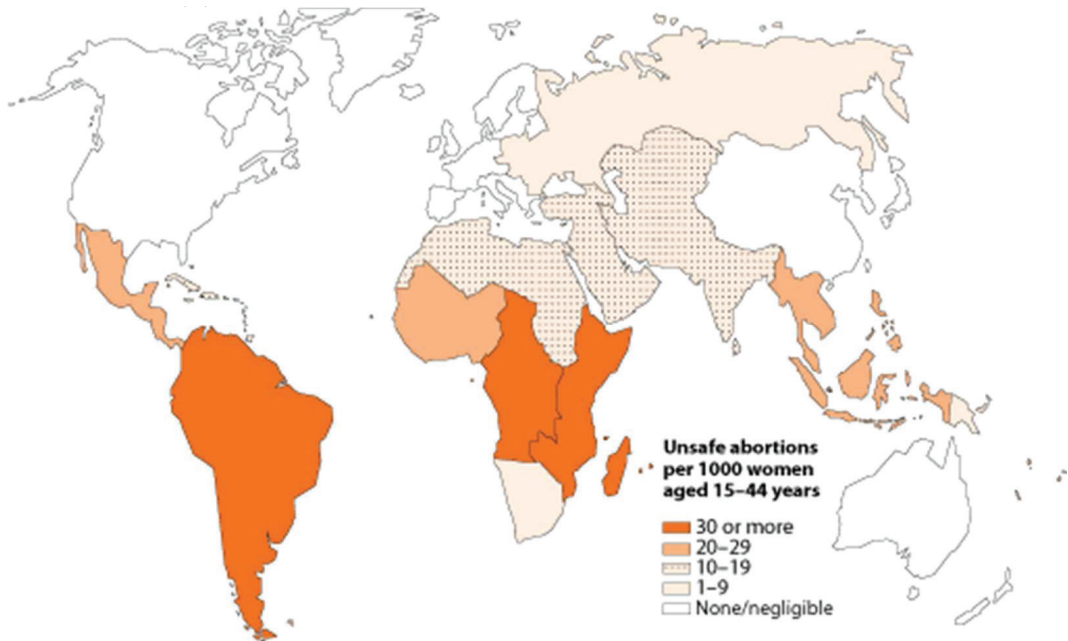 Unsafe abortions
per 1000 women
aged 15–44 years
30 or more
20–29
10–19
1–9
None/negligible